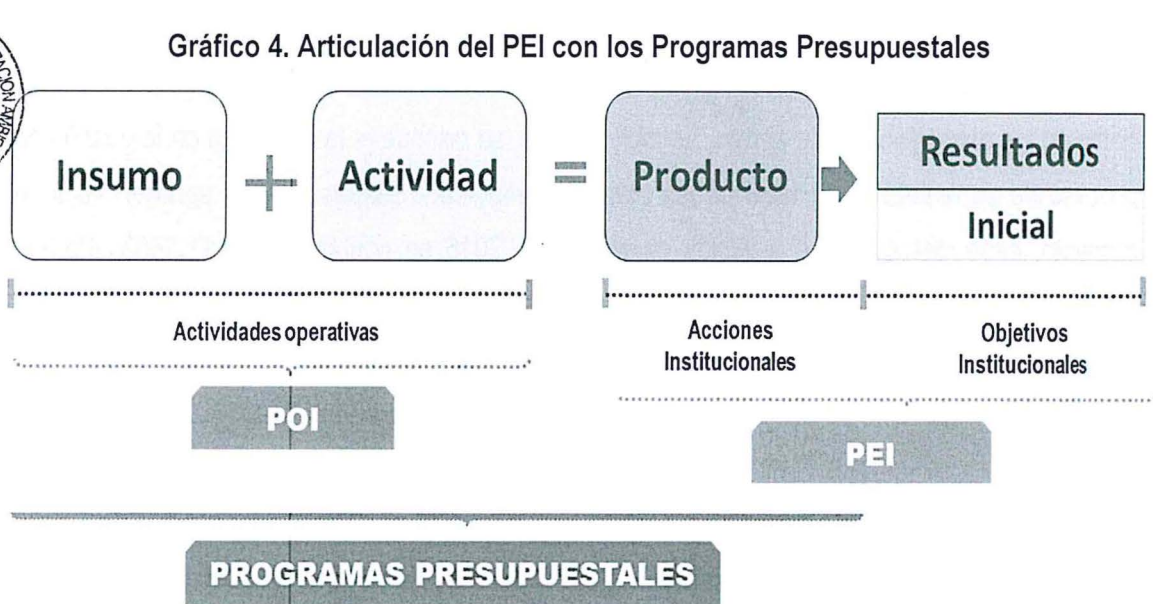 Gráfico 4. Articulación del PEI con los Programas Presupuestales
Insumo + Actividad = Producto
Resultados
Inicial
Actividades operativas
Acciones
Institucionales
Objetivos
Institucionales
POI
PEI
PROGRAMAS PRESUPUESTALES